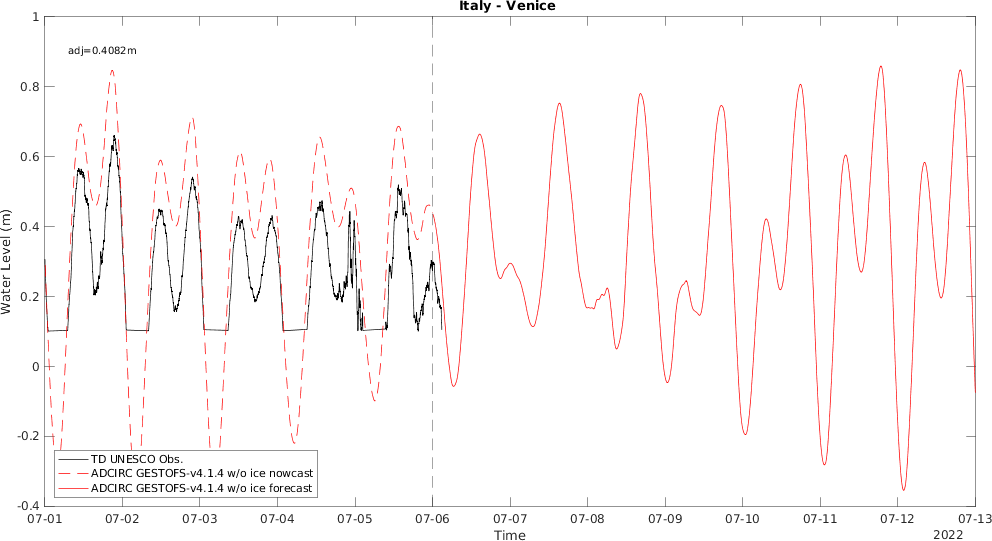 Italy - Venice
adj=0.4082m
Water Level (m)
1
0.8
0.6
0.4
0.2
0
-0.2
-0.4
TD UNESCO Obs.
ADCIRC GESTOFS-v4.1.4 w/o ice nowcast
ADCIRC GESTOFS-v4.1.4 w/o ice forecast
07-01 07-02 07-03 07-04 07-05 07-06 07-07 07-08 07-09 07-10 07-11 07-12 07-13
Time
2022